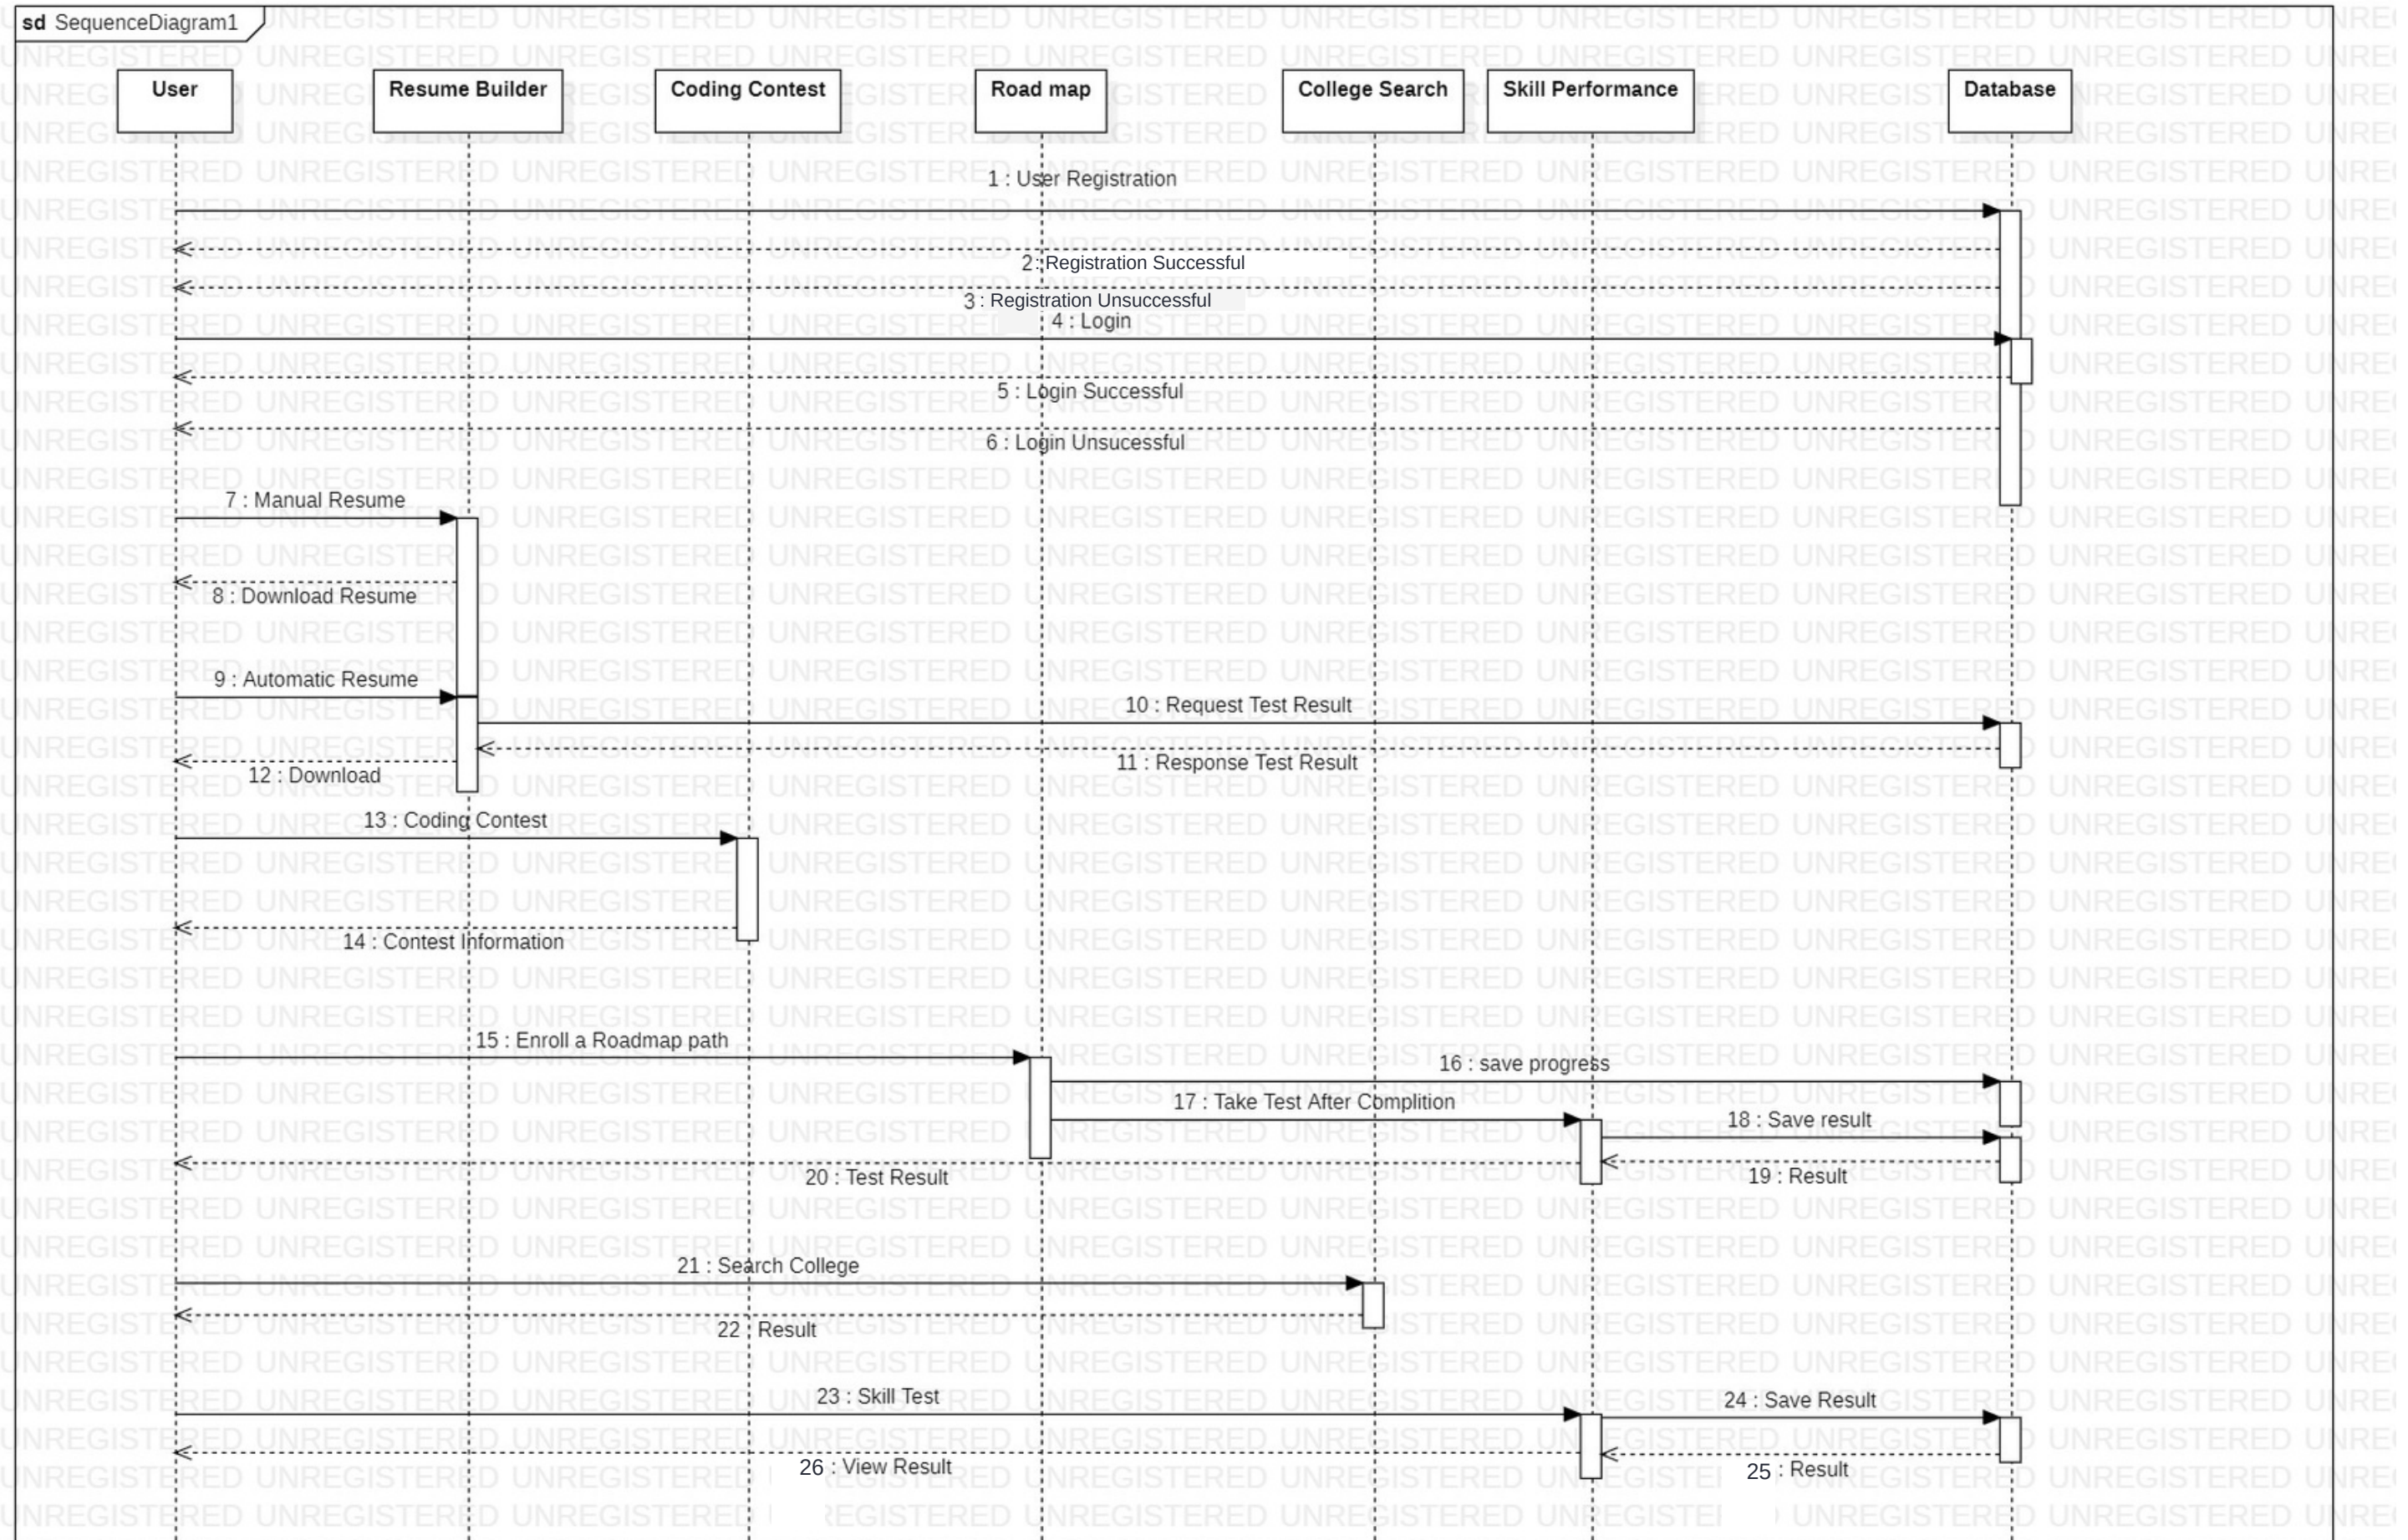 sd SequenceDiagram1
User
Resume Builder
Coding Contest
Road map
College Search
Skill Performance
Database
1 : User Registration
2 : Registration Successful
3 : Registration Unsuccessful
4 : Login
5 : Login Successful
6 : Login Unsucessful
7 : Manual Resume
8 : Download Resume
9 : Automatic Resume
10 : Request Test Result
11 : Response Test Result
12 : Download
13 : Coding Contest
14 : Contest Information
15 : Enroll a Roadmap path
16 : save progress
17 : Take Test After Complition
18 : Save result
19 : Result
20 : Test Result
21 : Search College
22 : Result
23 : Skill Test
24 : Save Result
25 : Result
26 : View Result
UNREGISTERED